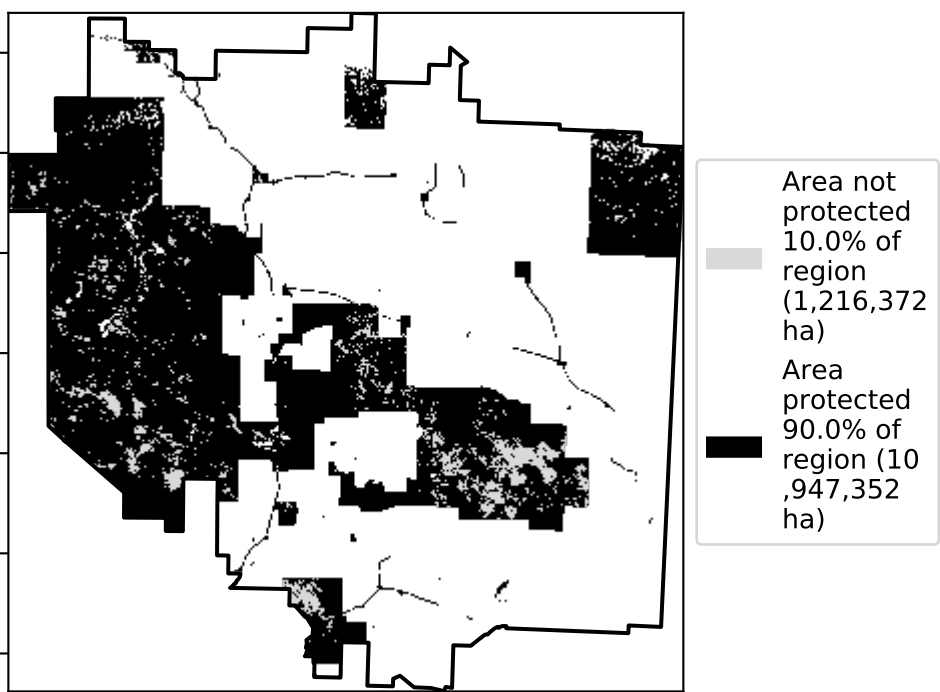 Area not
protected
10.0% of
region
(1,216,372
ha)
Area
protected
90.0% of
region (10
,947,352
ha)